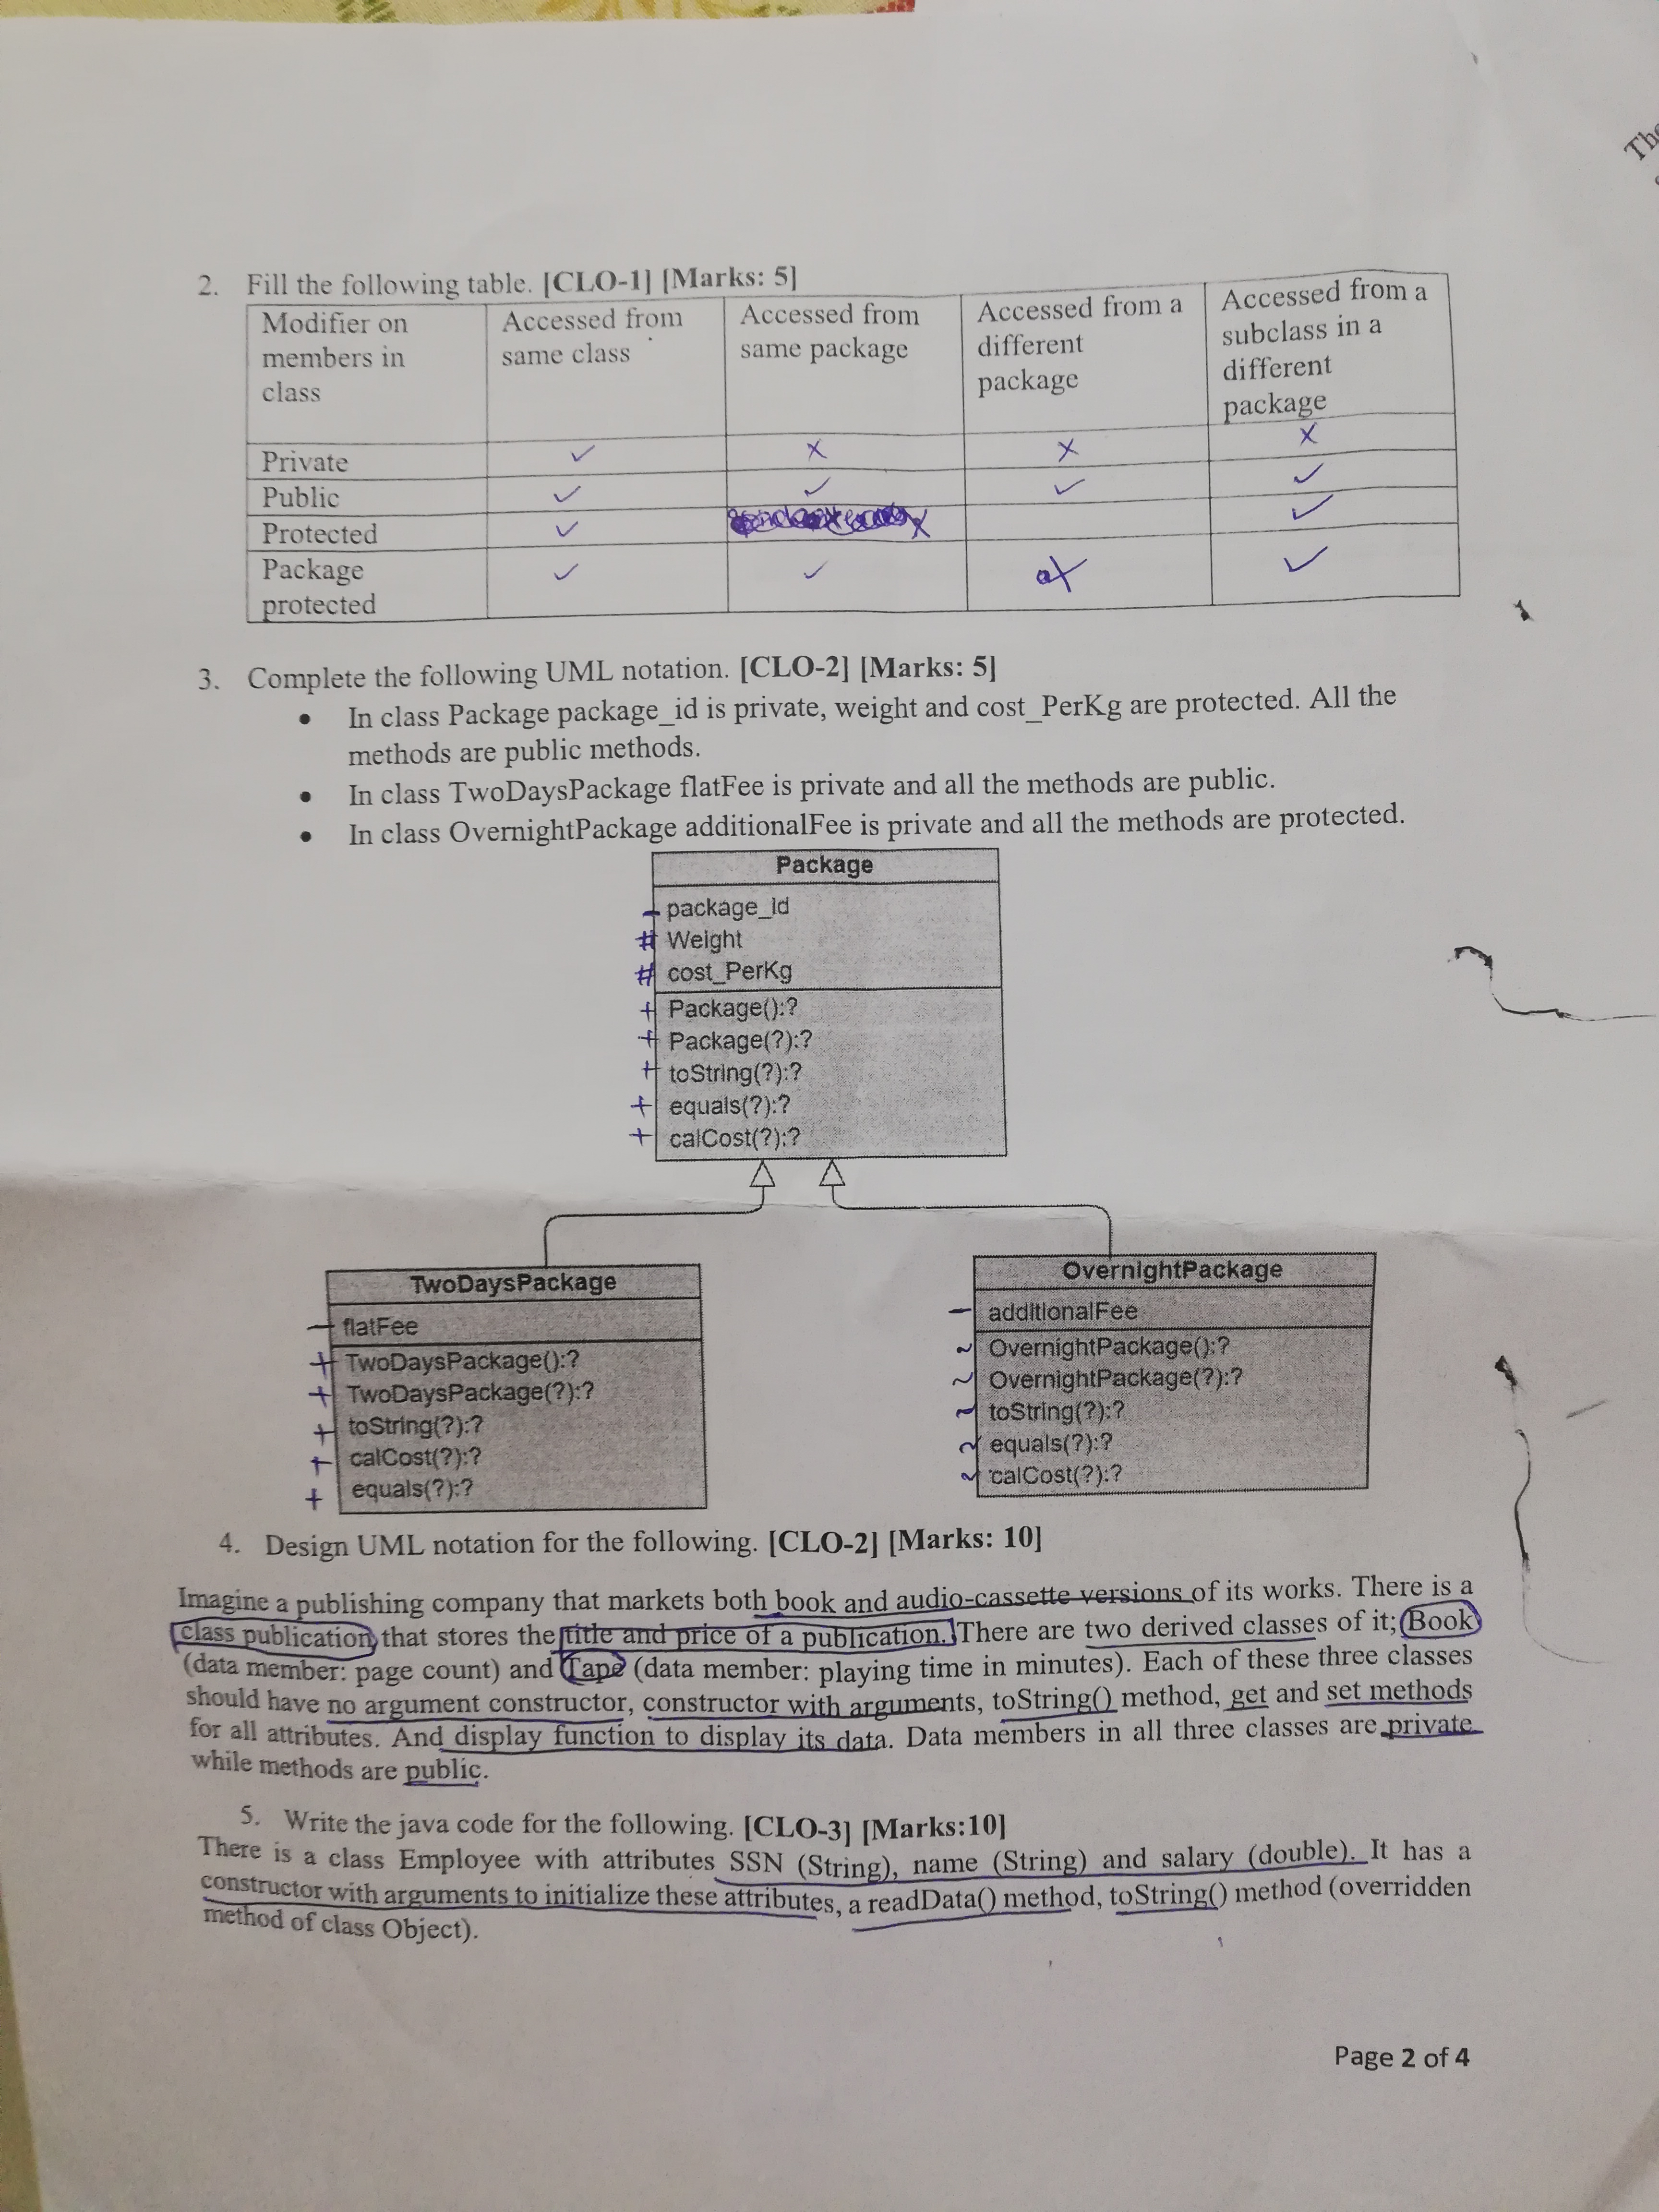 The
2. Fill the following table. [CLO-1] [Marks: 5]
Modifier on members in class | Accessed from same class | Accessed from same package | Accessed from a different package | Accessed from a subclass in a different package
Private ✓ ✗ ✗ ✗
Public ✓ ✓ ✓ ✓
Protected ✓ ✗ ✓
Package protected ✓ ✓ ✗ ✓
3. Complete the following UML notation. [CLO-2] [Marks: 5]
• In class Package package_id is private, weight and cost_PerKg are protected. All the
methods are public methods.
• In class TwoDaysPackage flatFee is private and all the methods are public.
• In class OvernightPackage additionalFee is private and all the methods are protected.
Package
- package_id
# Weight
# cost_PerKg
+ Package():?
+ Package(?):?
+ toString(?):?
+ equals(?):?
+ calCost(?):?
TwoDaysPackage
- flatFee
+ TwoDaysPackage():?
+ TwoDaysPackage(?):?
+ toString(?):?
+ calCost(?):?
+ equals(?):?
OvernightPackage
- additionalFee
~ OvernightPackage():?
~ OvernightPackage(?):?
~ toString(?):?
~ equals(?):?
~ calCost(?):?
4. Design UML notation for the following. [CLO-2] [Marks: 10]
Imagine a publishing company that markets both book and audio-cassette versions of its works. There is a
class publication that stores the title and price of a publication. There are two derived classes of it; Book
(data member: page count) and Tape (data member: playing time in minutes). Each of these three classes
should have no argument constructor, constructor with arguments, toString() method, get and set methods
for all attributes. And display function to display its data. Data members in all three classes are private
while methods are public.
5. Write the java code for the following. [CLO-3] [Marks:10]
There is a class Employee with attributes SSN (String), name (String) and salary (double). It has a
constructor with arguments to initialize these attributes, a readData() method, toString() method (overridden
method of class Object).
Page 2 of 4